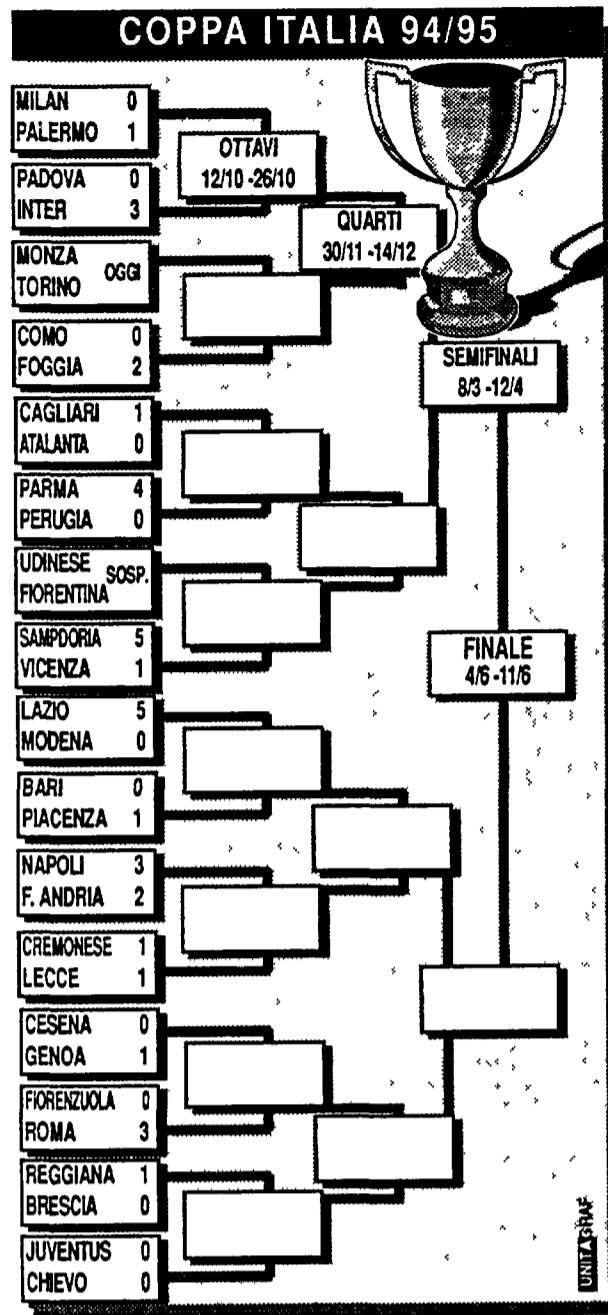 COPPA ITALIA 94/95
MILAN 0
PALERMO 1
PADOVA 0
INTER 3
MONZA
TORINO
OGGI
COMO 0
FOGGIA 2
CAGLIARI 1
ATALANTA 0
PARMA 4
PERUGIA 0
UDINESE
FIORENTINA
SOSP.
SAMPDORIA 5
VICENZA 1
LAZIO 5
MODENA 0
BARI 0
PIACENZA 1
NAPOLI 3
F. ANDRIA 2
CREMONESE 1
LECCE 1
CESENA 0
GENOA 1
FIORENZUOLA 0
ROMA 3
REGGIANA 1
BRESCIA 0
JUVENTUS 0
CHIEVO 0
OTTAVI
12/10 -26/10
QUARTI
30/11 -14/12
SEMIFINALI
8/3 -12/4
FINALE
4/6 -11/6
UNITAGRAF